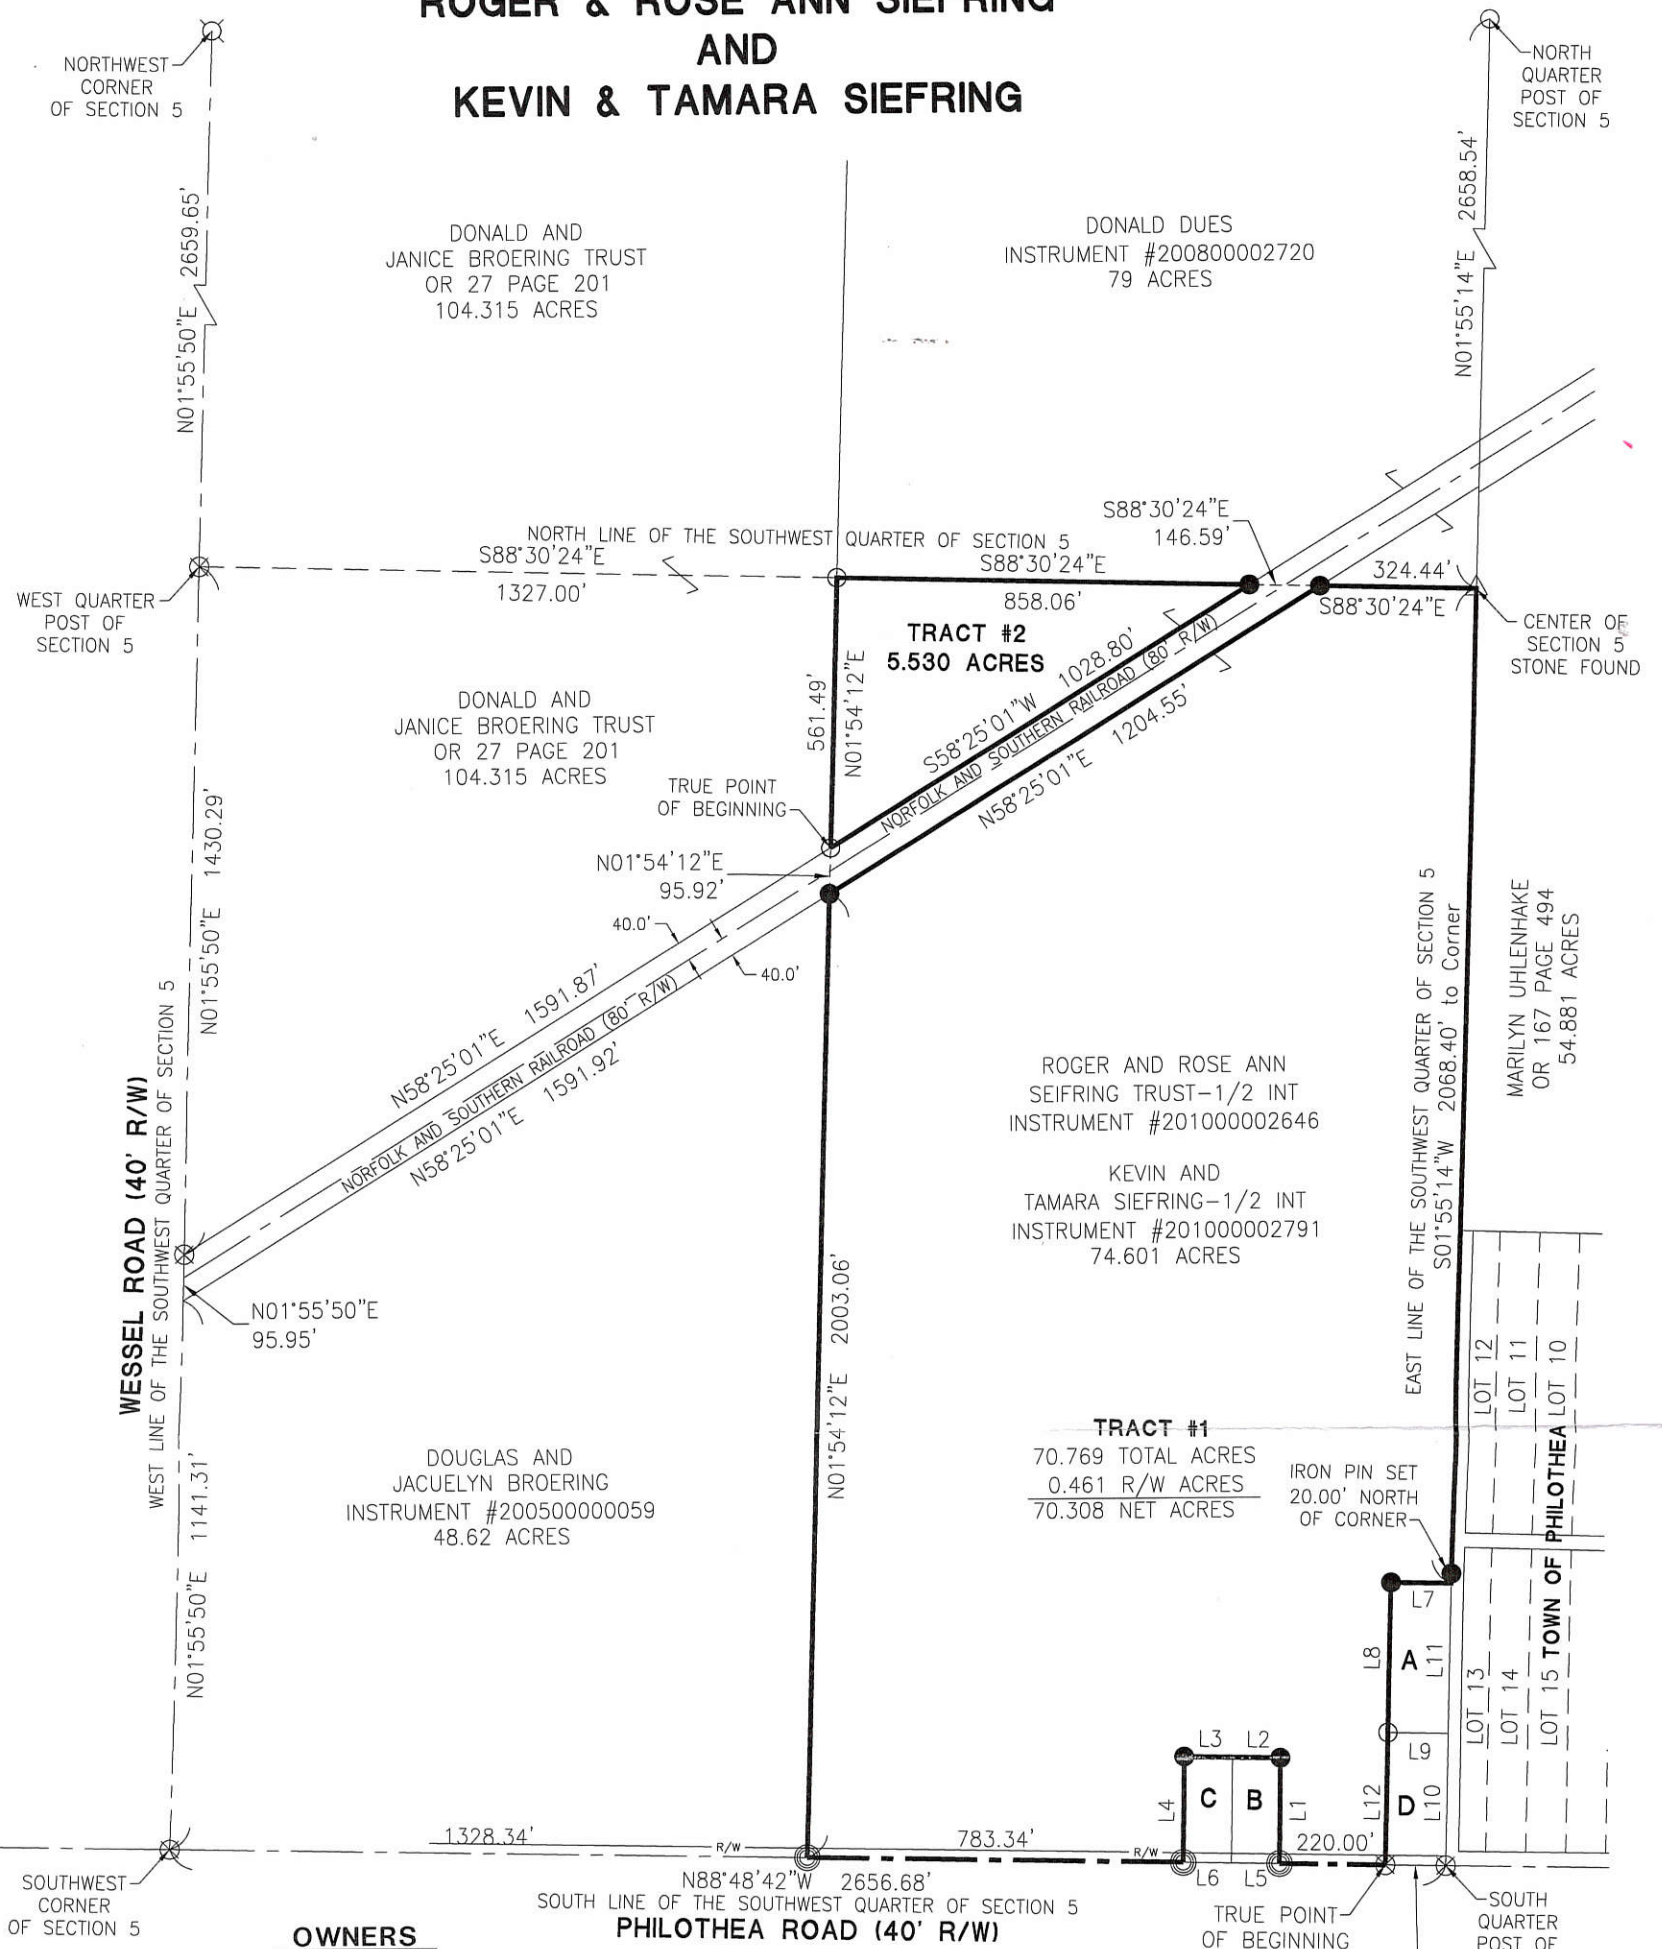 ROGER & ROSE ANN SIEFRING
AND
KEVIN & TAMARA SIEFRING
NORTHWEST
CORNER
OF SECTION 5
NORTH
QUARTER
POST OF
SECTION 5
N01°55'50"E 2659.65'
DONALD AND
JANICE BROERING TRUST
OR 27 PAGE 201
104.315 ACRES
DONALD DUES
INSTRUMENT #200800002720
79 ACRES
N01°55'14"E 2658.54'
NORTH LINE OF THE SOUTHWEST QUARTER OF SECTION 5
S88°30'24"E
1327.00'
S88°30'24"E
858.06'
S88°30'24"E
146.59'
324.44'
S88°30'24"E
WEST QUARTER
POST OF
SECTION 5
CENTER OF
SECTION 5
STONE FOUND
TRACT #2
5.530 ACRES
561.49'
N01°54'12"E
S58°25'01"W 1028.80'
NORFOLK AND SOUTHERN RAILROAD (80' R/W)
N58°25'01"E 1204.55'
DONALD AND
JANICE BROERING TRUST
OR 27 PAGE 201
104.315 ACRES
TRUE POINT
OF BEGINNING
N01°54'12"E
95.92'
40.0'
40.0'
N01°55'50"E 1430.29'
N58°25'01"E 1591.87'
NORFOLK AND SOUTHERN RAILROAD (80' R/W)
N58°25'01"E 1591.92'
WESSEL ROAD (40' R/W)
WEST LINE OF THE SOUTHWEST QUARTER OF SECTION 5
N01°55'50"E
95.95'
ROGER AND ROSE ANN
SEIFRING TRUST-1/2 INT
INSTRUMENT #201000002646
KEVIN AND
TAMARA SIEFRING-1/2 INT
INSTRUMENT #201000002791
74.601 ACRES
EAST LINE OF THE SOUTHWEST QUARTER OF SECTION 5
S01°55'14"W 2068.40' to Corner
MARILYN UHLENHAKE
OR 167 PAGE 494
54.881 ACRES
N01°54'12"E 2003.06'
TRACT #1
70.769 TOTAL ACRES
0.461 R/W ACRES
70.308 NET ACRES
IRON PIN SET
20.00' NORTH
OF CORNER
DOUGLAS AND
JACUELYN BROERING
INSTRUMENT #200500000059
48.62 ACRES
N01°55'50"E 1141.31'
LOT 12
LOT 11
LOT 10
TOWN OF PHILOTHEA
LOT 13
LOT 14
LOT 15
L7
L8
A
L11
L9
L12
D
L10
L3
L2
L4
C
B
L1
L6
L5
1328.34'
R/W
783.34'
R/W
220.00'
N88°48'42"W 2656.68'
SOUTH LINE OF THE SOUTHWEST QUARTER OF SECTION 5
PHILOTHEA ROAD (40' R/W)
SOUTHWEST
CORNER
OF SECTION 5
OWNERS
TRUE POINT
OF BEGINNING
SOUTH
QUARTER
POST OF